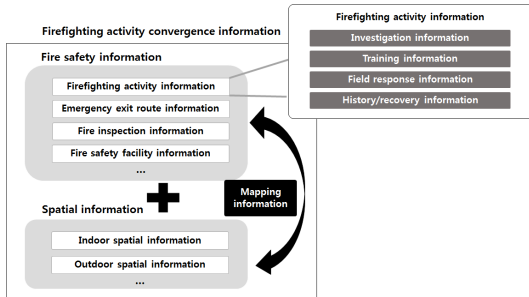 Firefighting activity convergence information
Fire safety information
Firefighting activity information
Emergency exit route information
Fire inspection information
Fire safety facility information
...
Mapping
information
Spatial information
Indoor spatial information
Outdoor spatial information
...
Firefighting activity information
Investigation information
Training information
Field response information
History/recovery information